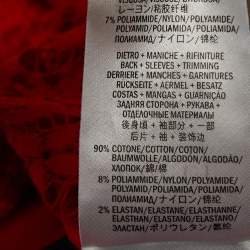 VISCOSA/VISCOSE/
レーヨン/粘胶纤维
7% POLIAMMIDE/NYLON/POLYAMIDE/
POLYAMID/POLIAMIDA/POLIAMIDA/
ПОЛИАМИД/ナイロン/锦纶
DIETRO + MANICHE + RIFINITURE
BACK + SLEEVES + TRIMMING
DERRIERE + MANCHES + GARNITURES
RÜCKSEITE + AERMEL + BESATZ
COSTAS + MANGAS + GUARNIÇÃO
ЗАДНЯЯ СТОРОНА + РУКАВА +
ОТДЕЛОЧНЫЕ МАТЕРИАЛЫ
後身頃 + 袖部分 + 一部
后片 + 袖 + 装饰边
90% COTONE/COTTON/COTON/
BAUMWOLLE/ALGODON/ALGODÃO/
ХЛОПОК/綿/棉
8% POLIAMMIDE/NYLON/POLYAMIDE/
POLYAMID/POLIAMIDA/POLIAMIDA/
ПОЛИАМИД/ナイロン/锦纶
2% ELASTAN/ELASTANE/ELASTHANNE/
ELASTHAN/ELASTANO/ELASTANO/
ЭЛАСТАН/ポリウレタン/氨纶